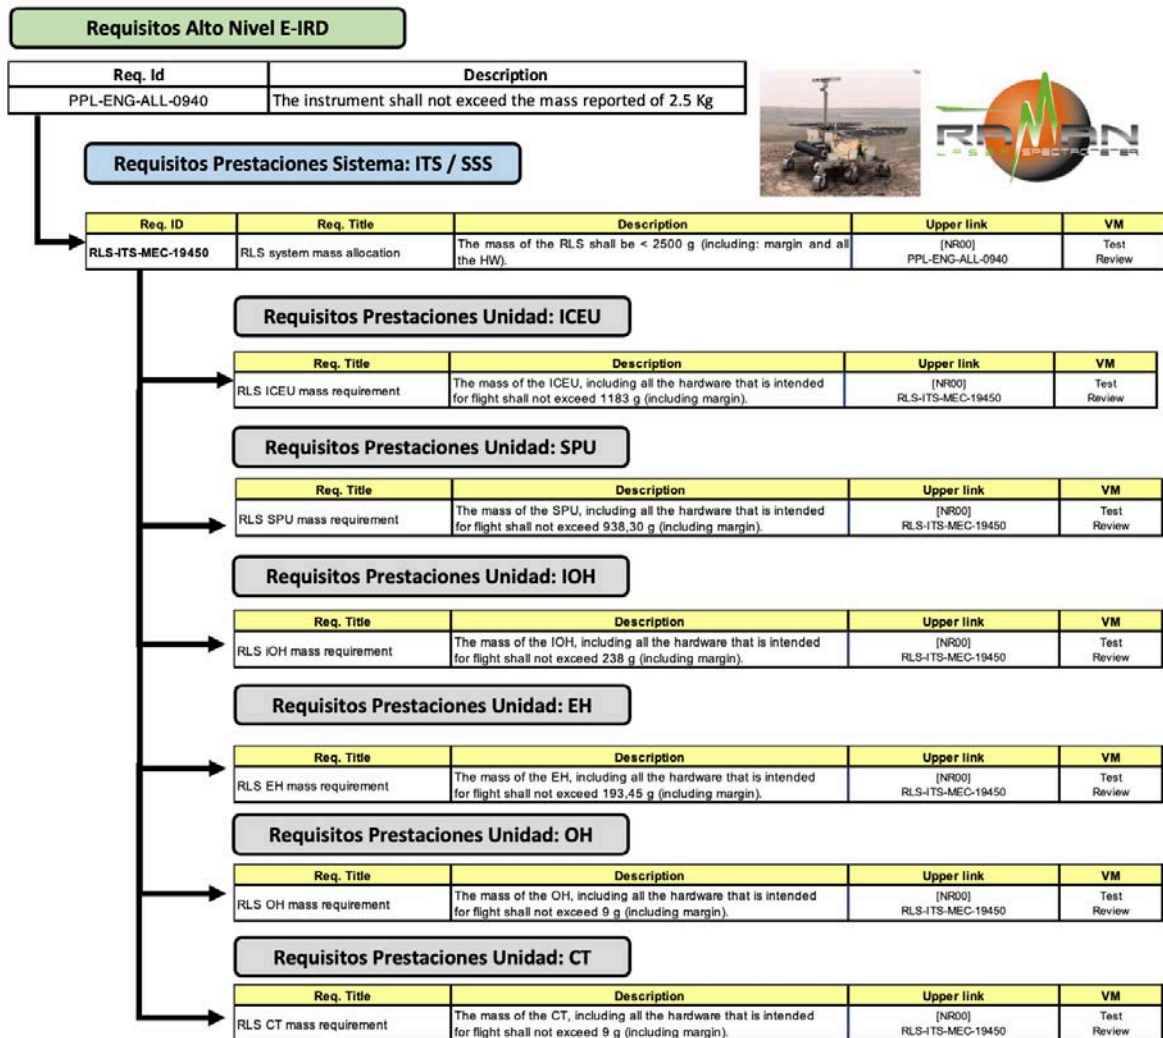 Requisitos Alto Nivel E-IRD
Req. Id Description
PPL-ENG-ALL-0940 The instrument shall not exceed the mass reported of 2.5 Kg
RAMAN
LASER SPECTROMETER
Requisitos Prestaciones Sistema: ITS / SSS
Req. ID Req. Title Description Upper link VM
RLS-ITS-MEC-19450 RLS system mass allocation The mass of the RLS shall be < 2500 g (including: margin and all the HW). [NR00] PPL-ENG-ALL-0940 Test Review
Requisitos Prestaciones Unidad: ICEU
Req. Title Description Upper link VM
RLS ICEU mass requirement The mass of the ICEU, including all the hardware that is intended for flight shall not exceed 1183 g (including margin). [NR00] RLS-ITS-MEC-19450 Test Review
Requisitos Prestaciones Unidad: SPU
Req. Title Description Upper link VM
RLS SPU mass requirement The mass of the SPU, including all the hardware that is intended for flight shall not exceed 938,30 g (including margin). [NR00] RLS-ITS-MEC-19450 Test Review
Requisitos Prestaciones Unidad: IOH
Req. Title Description Upper link VM
RLS iOH mass requirement The mass of the IOH, including all the hardware that is intended for flight shall not exceed 238 g (including margin). [NR00] RLS-ITS-MEC-19450 Test Review
Requisitos Prestaciones Unidad: EH
Req. Title Description Upper link VM
RLS EH mass requirement The mass of the EH, including all the hardware that is intended for flight shall not exceed 193,45 g (including margin). [NR00] RLS-ITS-MEC-19450 Test Review
Requisitos Prestaciones Unidad: OH
Req. Title Description Upper link VM
RLS OH mass requirement The mass of the OH, including all the hardware that is intended for flight shall not exceed 9 g (including margin). [NR00] RLS-ITS-MEC-19450 Test Review
Requisitos Prestaciones Unidad: CT
Req. Title Description Upper link VM
RLS CT mass requirement The mass of the CT, including all the hardware that is intended for flight shall not exceed 9 g (including margin). [NR00] RLS-ITS-MEC-19450 Test Review